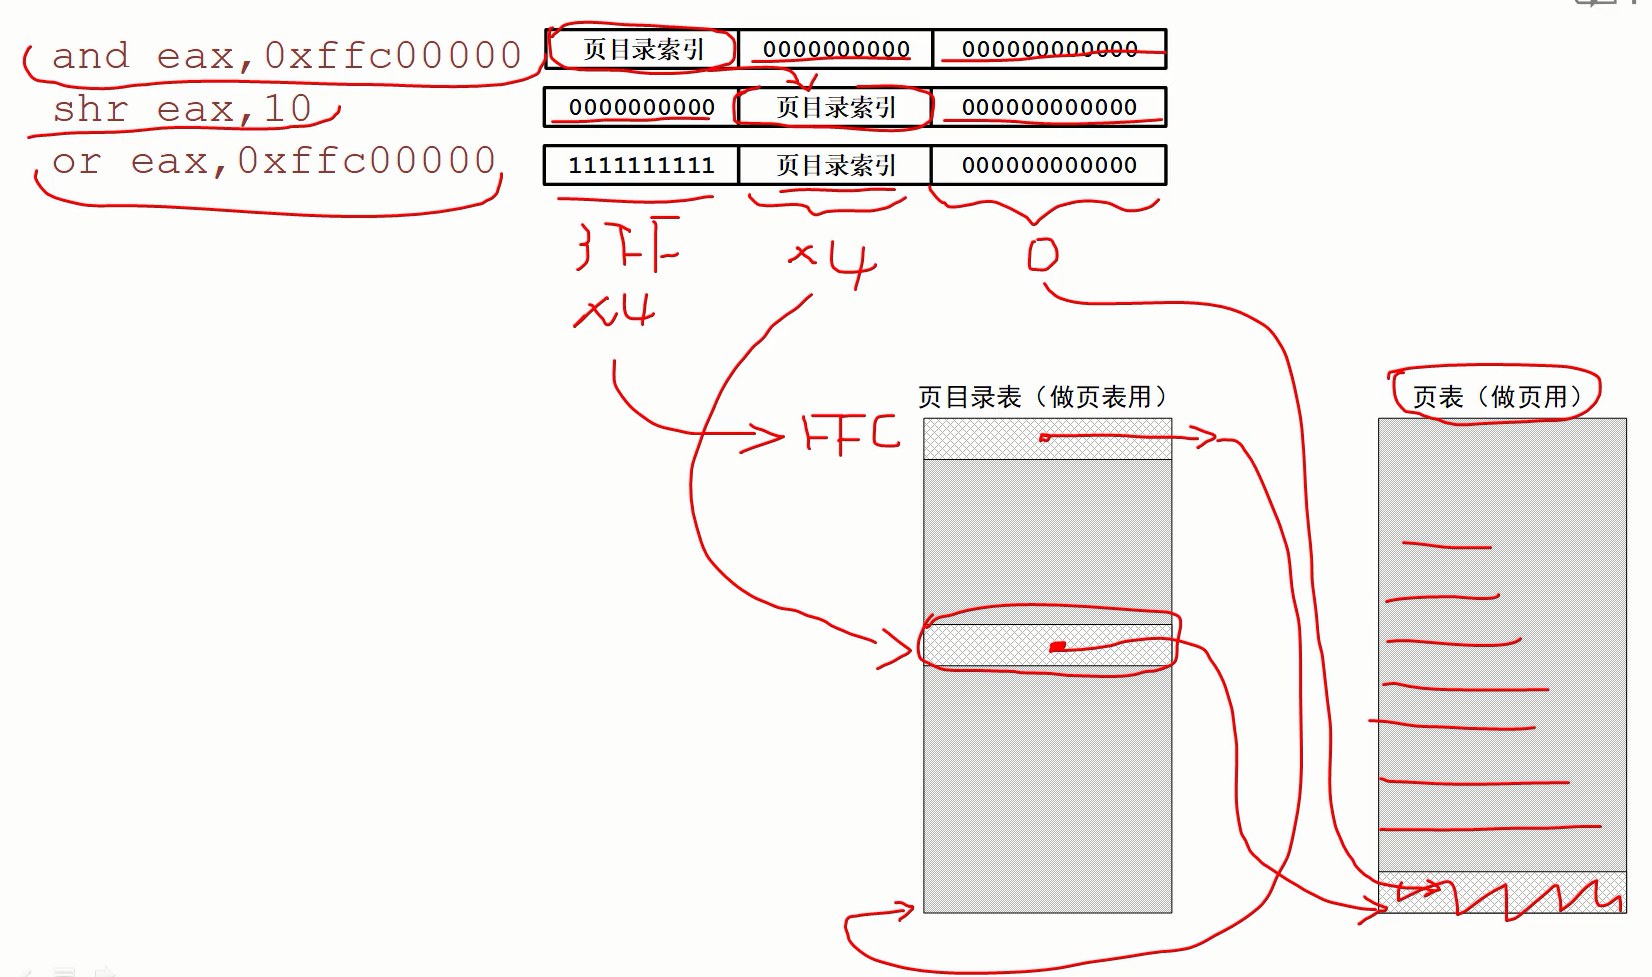 and eax,0xffc00000
shr eax,10
or eax,0xffc00000
页目录索引 0000000000 000000000000
0000000000 页目录索引 000000000000
1111111111 页目录索引 000000000000
3FF ×4 0
×4
页目录表（做页表用） 页表（做页用）
FFC